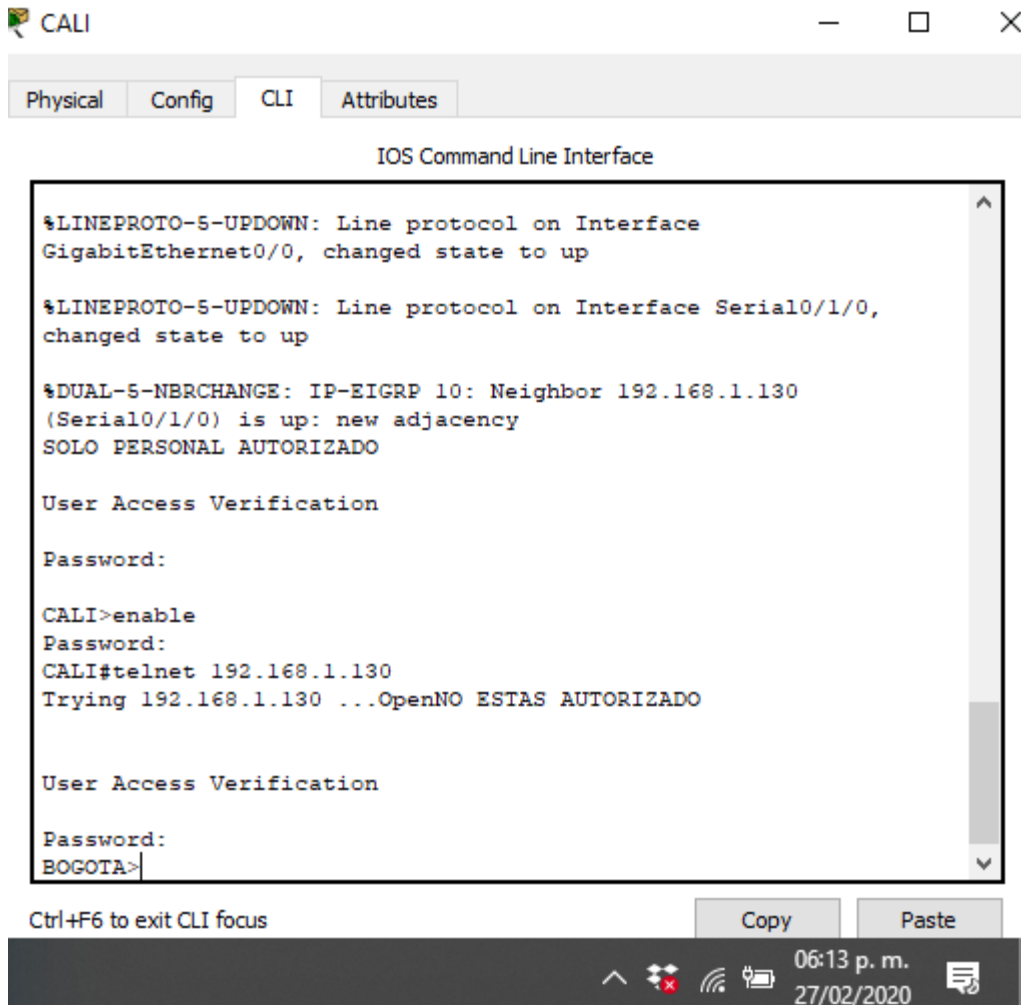 CALI
Physical Config CLI Attributes
IOS Command Line Interface
%LINEPROTO-5-UPDOWN: Line protocol on Interface
GigabitEthernet0/0, changed state to up
%LINEPROTO-5-UPDOWN: Line protocol on Interface Serial0/1/0,
changed state to up
%DUAL-5-NBRCHANGE: IP-EIGRP 10: Neighbor 192.168.1.130
(Serial0/1/0) is up: new adjacency
SOLO PERSONAL AUTORIZADO
User Access Verification
Password:
CALI>enable
Password:
CALI#telnet 192.168.1.130
Trying 192.168.1.130 ...OpenNO ESTAS AUTORIZADO
User Access Verification
Password:
BOGOTA>
Ctrl+F6 to exit CLI focus Copy Paste
06:13 p. m.
27/02/2020